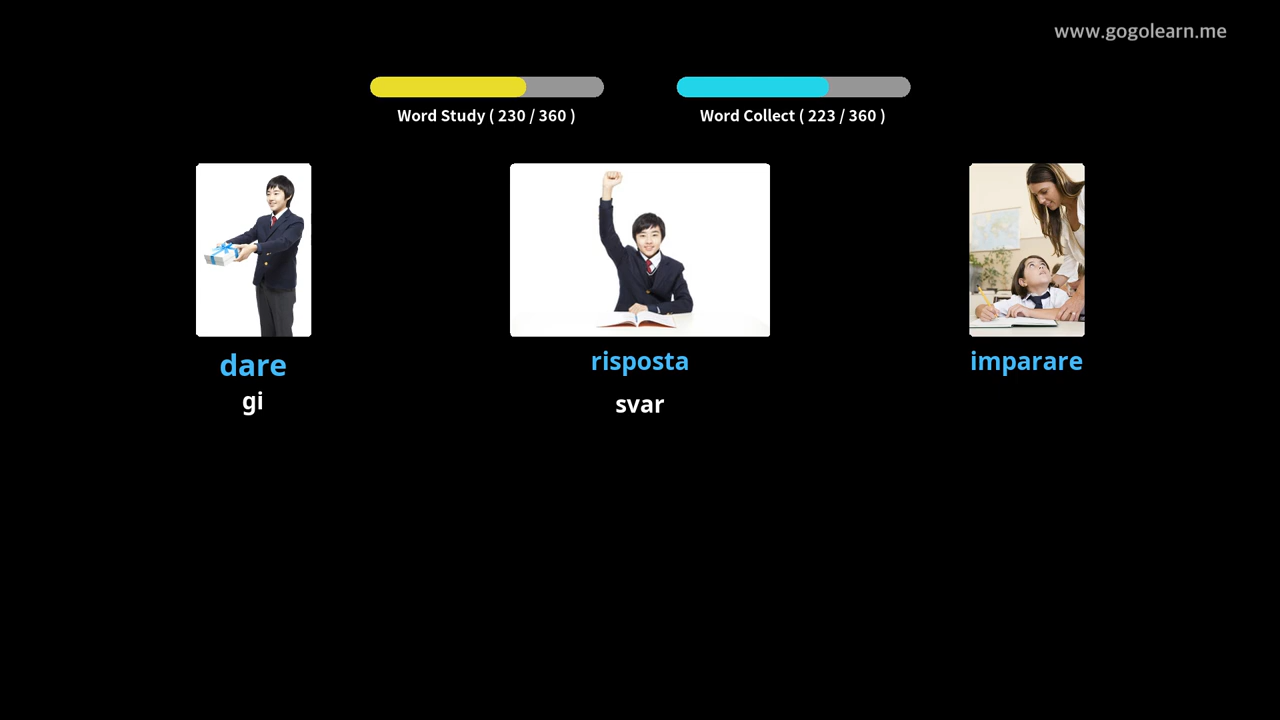 www.gogolearn.me
Word Study ( 230 / 360 )
Word Collect ( 223 / 360 )
dare
gi
risposta
svar
imparare